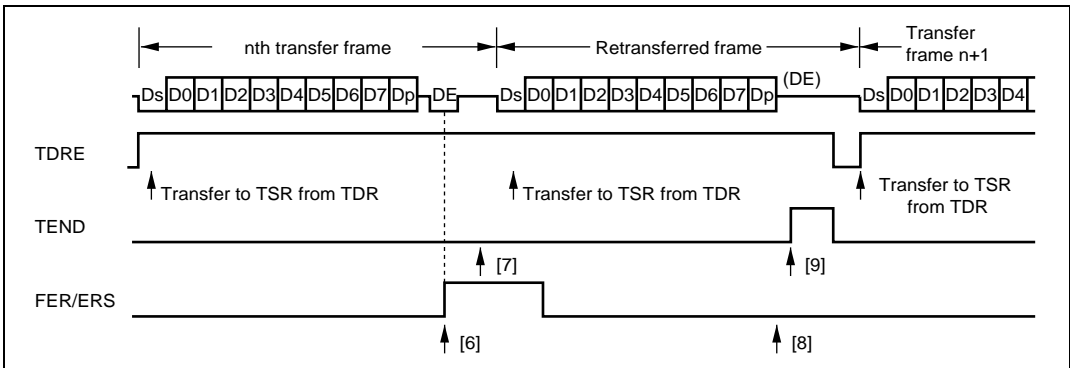 nth transfer frame
Retransferred frame
Transfer
frame n+1
Ds D0 D1 D2 D3 D4 D5 D6 D7 Dp DE Ds D0 D1 D2 D3 D4 D5 D6 D7 Dp (DE) Ds D0 D1 D2 D3 D4
TDRE
Transfer to TSR from TDR
Transfer to TSR from TDR
Transfer to TSR
from TDR
TEND
[7]
[9]
FER/ERS
[6]
[8]